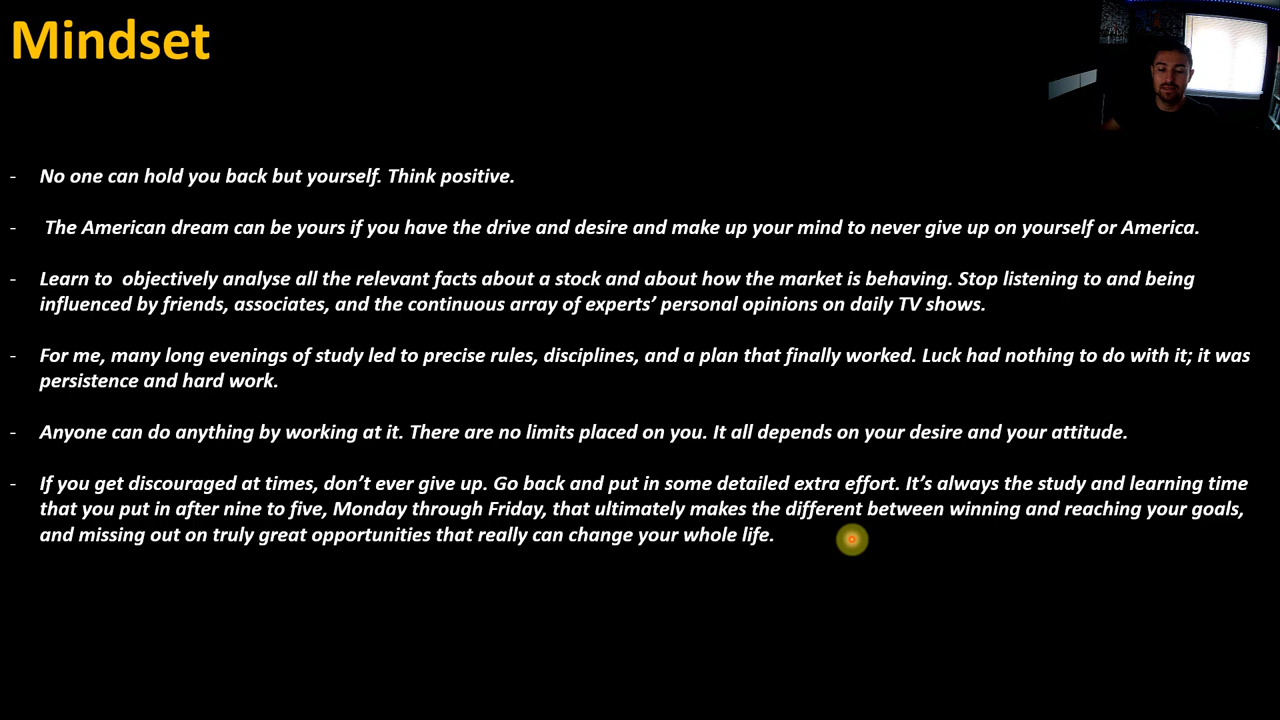 Mindset
- No one can hold you back but yourself. Think positive.
- The American dream can be yours if you have the drive and desire and make up your mind to never give up on yourself or America.
- Learn to  objectively analyse all the relevant facts about a stock and about how the market is behaving. Stop listening to and being
influenced by friends, associates, and the continuous array of experts’ personal opinions on daily TV shows.
- For me, many long evenings of study led to precise rules, disciplines, and a plan that finally worked. Luck had nothing to do with it; it was
persistence and hard work.
- Anyone can do anything by working at it. There are no limits placed on you. It all depends on your desire and your attitude.
- If you get discouraged at times, don’t ever give up. Go back and put in some detailed extra effort. It’s always the study and learning time
that you put in after nine to five, Monday through Friday, that ultimately makes the different between winning and reaching your goals,
and missing out on truly great opportunities that really can change your whole life.